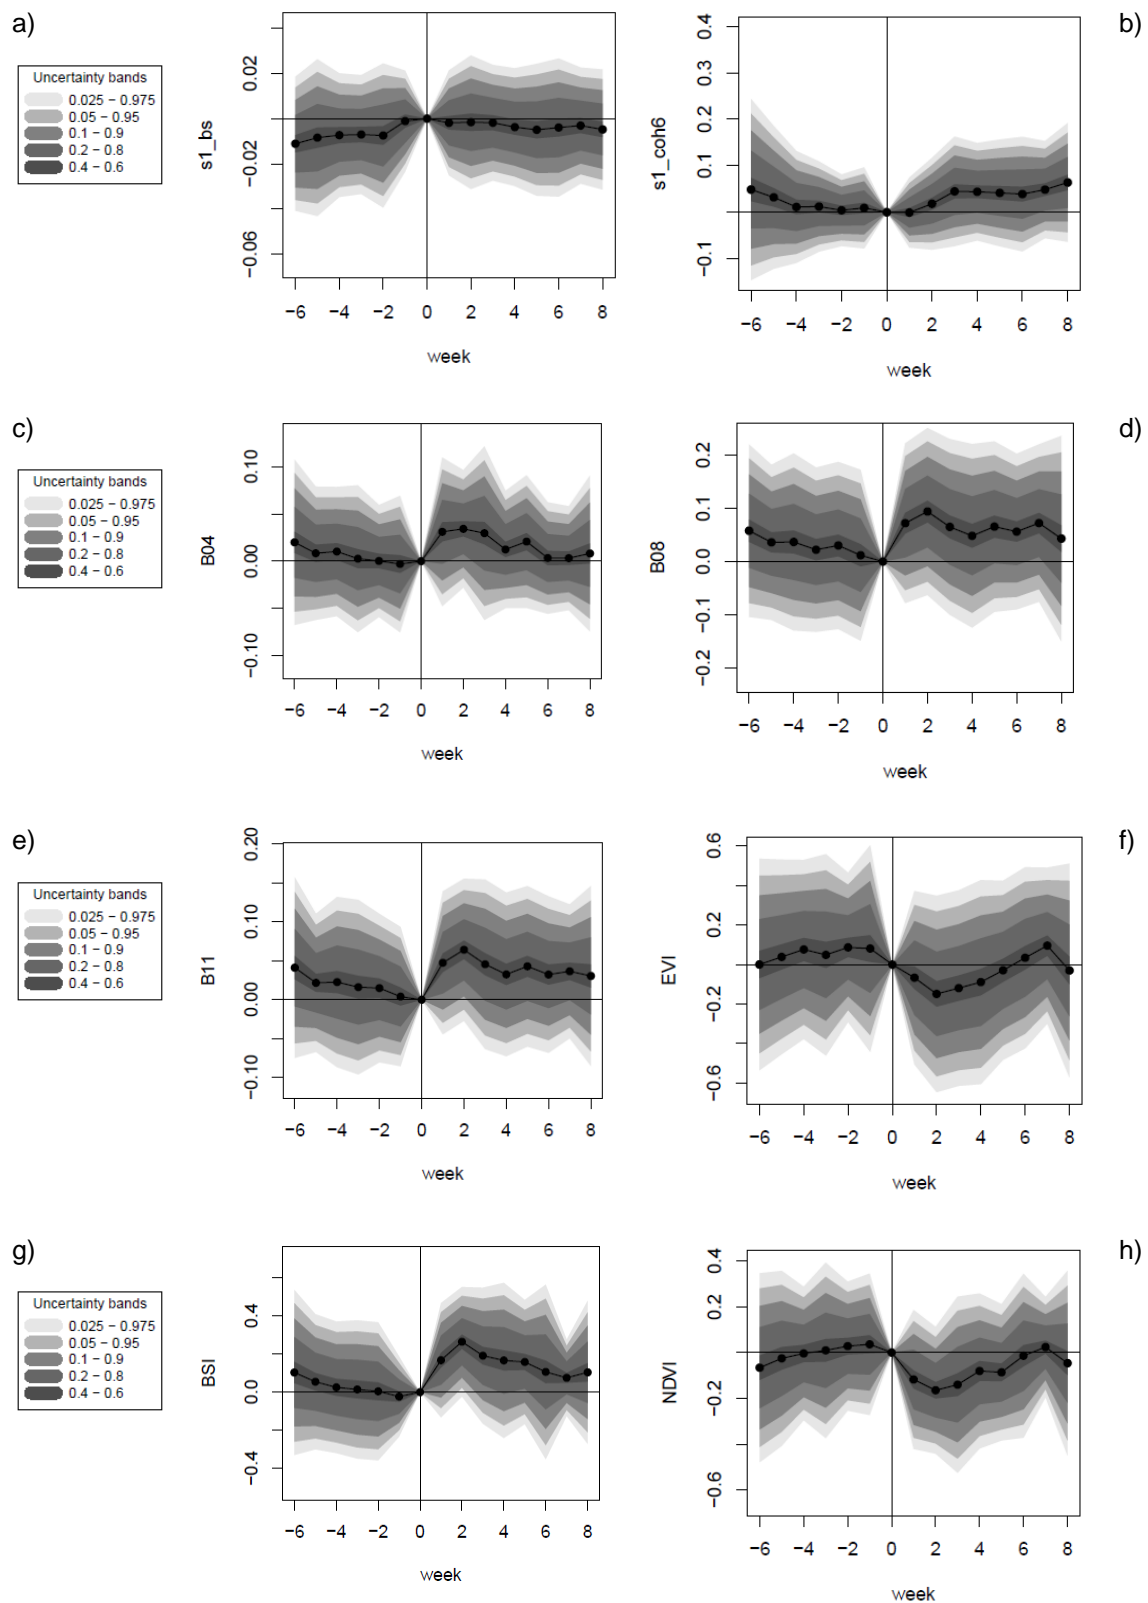 a)
b)
Uncertainty bands
0.025 − 0.975
0.05 − 0.95
0.1 − 0.9
0.2 − 0.8
0.4 − 0.6
s1_bs
0.02
−0.02
−0.06
−6 −4 −2 0 2 4 6 8
week
s1_coh6
0.4
0.3
0.2
0.1
−0.1
−6 −4 −2 0 2 4 6 8
week
c)
d)
Uncertainty bands
0.025 − 0.975
0.05 − 0.95
0.1 − 0.9
0.2 − 0.8
0.4 − 0.6
B04
0.10
0.00
−0.10
−6 −4 −2 0 2 4 6 8
week
B08
0.2
0.1
0.0
−0.1
−0.2
−6 −4 −2 0 2 4 6 8
week
e)
f)
Uncertainty bands
0.025 − 0.975
0.05 − 0.95
0.1 − 0.9
0.2 − 0.8
0.4 − 0.6
B11
0.20
0.10
0.00
−0.10
−6 −4 −2 0 2 4 6 8
week
EVI
0.6
0.2
−0.2
−0.6
−6 −4 −2 0 2 4 6 8
week
g)
h)
Uncertainty bands
0.025 − 0.975
0.05 − 0.95
0.1 − 0.9
0.2 − 0.8
0.4 − 0.6
BSI
0.4
0.0
−0.4
−6 −4 −2 0 2 4 6 8
week
NDVI
0.4
0.2
−0.2
−0.6
−6 −4 −2 0 2 4 6 8
week